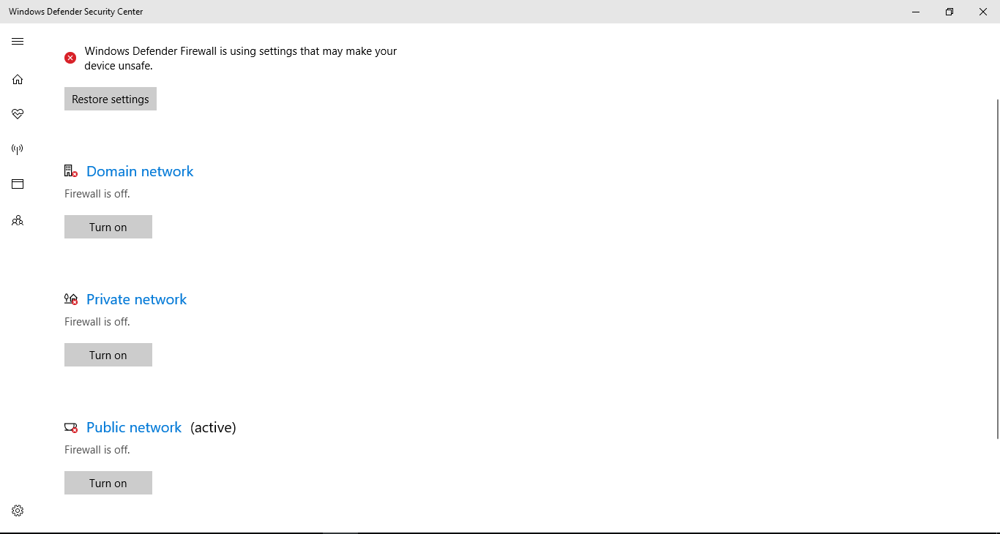 Windows Defender Security Center
Windows Defender Firewall is using settings that may make your
device unsafe.
Restore settings
Domain network
Firewall is off.
Turn on
Private network
Firewall is off.
Turn on
Public network (active)
Firewall is off.
Turn on